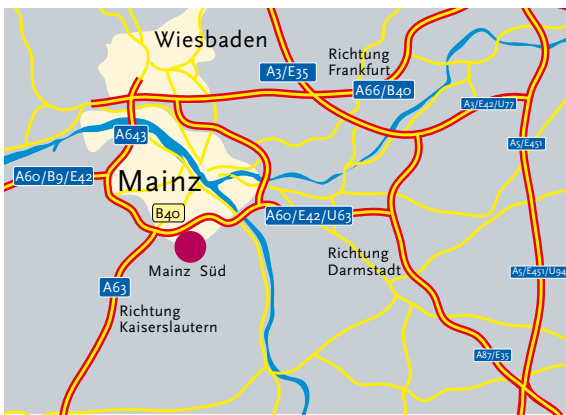 Wiesbaden
Richtung
Frankfurt
A3/E35
A66/B40
A3/E42/U77
A643
A5/E451
A60/B9/E42
Mainz
B40
A60/E42/U63
Mainz Süd
Richtung
Darmstadt
A5/E451/U94
A63
Richtung
Kaiserslautern
A87/E35